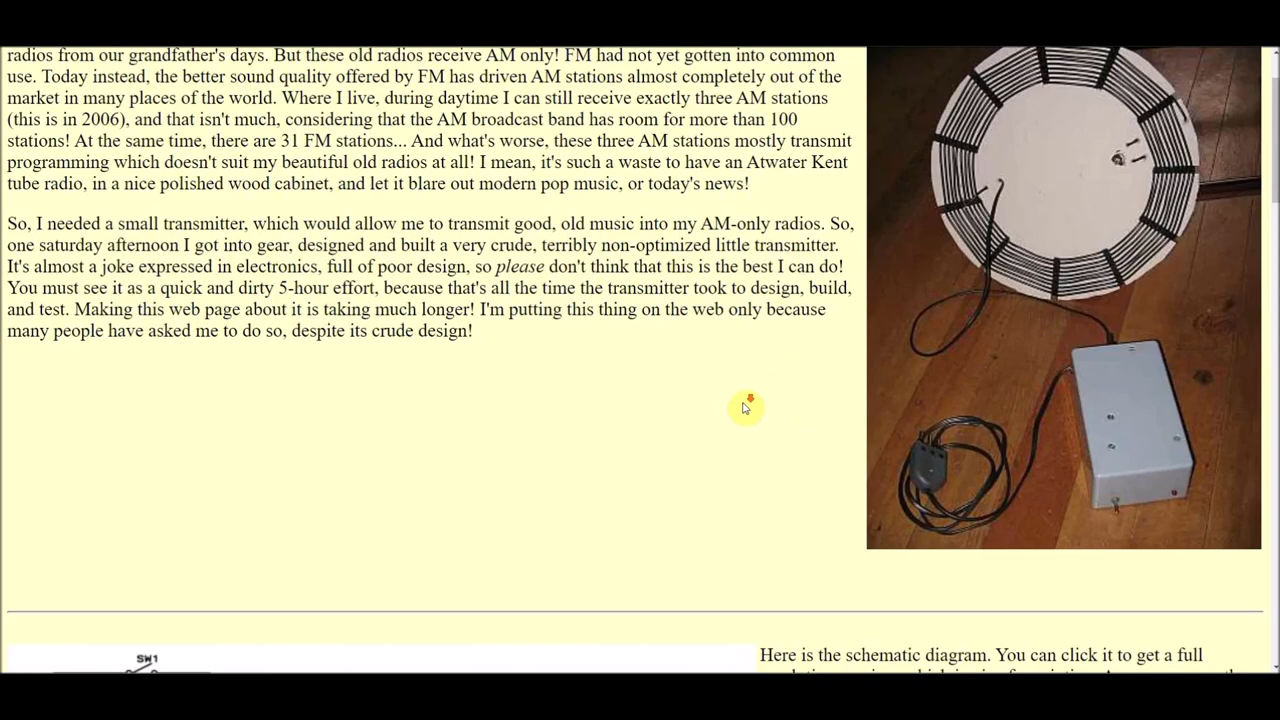 radios from our grandfather's days. But these old radios receive AM only! FM had not yet gotten into common
use. Today instead, the better sound quality offered by FM has driven AM stations almost completely out of the
market in many places of the world. Where I live, during daytime I can still receive exactly three AM stations
(this is in 2006), and that isn't much, considering that the AM broadcast band has room for more than 100
stations! At the same time, there are 31 FM stations... And what's worse, these three AM stations mostly transmit
programming which doesn't suit my beautiful old radios at all! I mean, it's such a waste to have an Atwater Kent
tube radio, in a nice polished wood cabinet, and let it blare out modern pop music, or today's news!
So, I needed a small transmitter, which would allow me to transmit good, old music into my AM-only radios. So,
one saturday afternoon I got into gear, designed and built a very crude, terribly non-optimized little transmitter.
It's almost a joke expressed in electronics, full of poor design, so please don't think that this is the best I can do!
You must see it as a quick and dirty 5-hour effort, because that's all the time the transmitter took to design, build,
and test. Making this web page about it is taking much longer! I'm putting this thing on the web only because
many people have asked me to do so, despite its crude design!
SW1
Here is the schematic diagram. You can click it to get a full